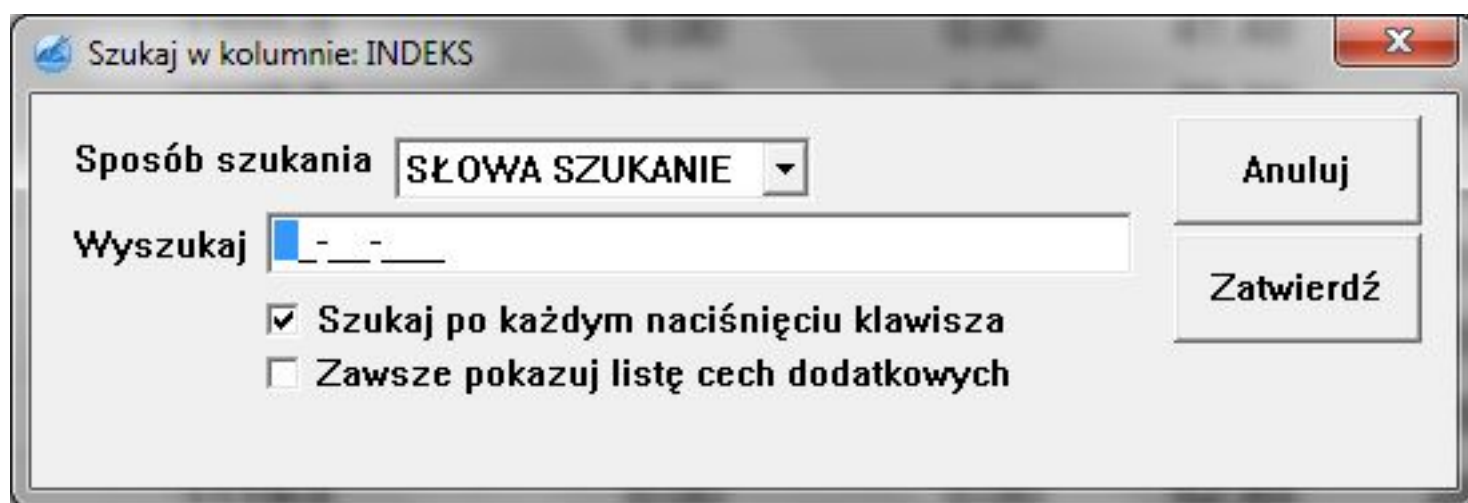 Szukaj w kolumnie: INDEKS
Sposób szukania SŁOWA SZUKANIE Anuluj
Wyszukaj __-__-___ Zatwierdź
Szukaj po każdym naciśnięciu klawisza
Zawsze pokazuj listę cech dodatkowych